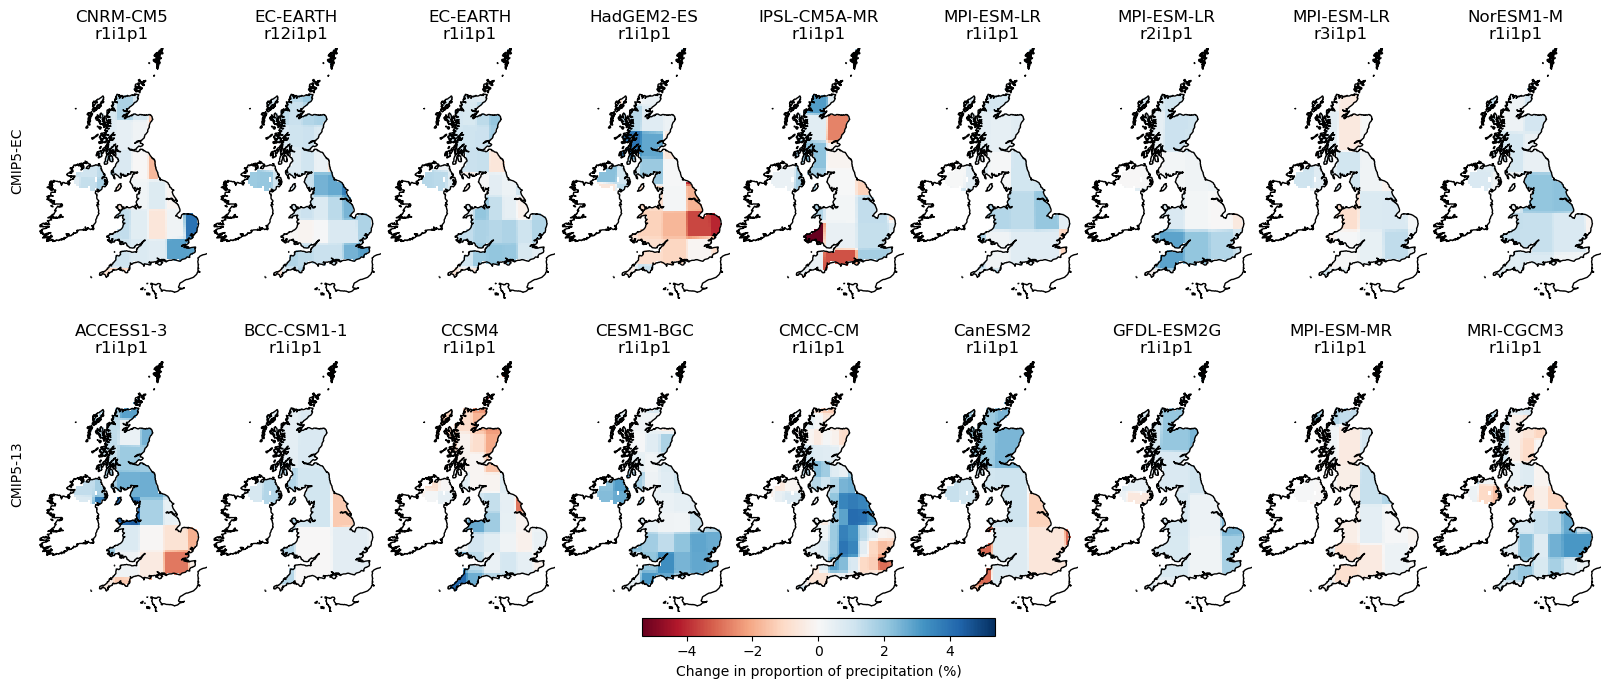 CNRM-CM5 EC-EARTH EC-EARTH HadGEM2-ES IPSL-CM5A-MR MPI-ESM-LR MPI-ESM-LR MPI-ESM-LR NorESM1-M
r1i1p1 r12i1p1 r1i1p1 r1i1p1 r1i1p1 r1i1p1 r2i1p1 r3i1p1 r1i1p1
CMIP5-EC
ACCESS1-3 BCC-CSM1-1 CCSM4 CESM1-BGC CMCC-CM CanESM2 GFDL-ESM2G MPI-ESM-MR MRI-CGCM3
r1i1p1 r1i1p1 r1i1p1 r1i1p1 r1i1p1 r1i1p1 r1i1p1 r1i1p1 r1i1p1
CMIP5-13
−4 −2 0 2 4
Change in proportion of precipitation (%)